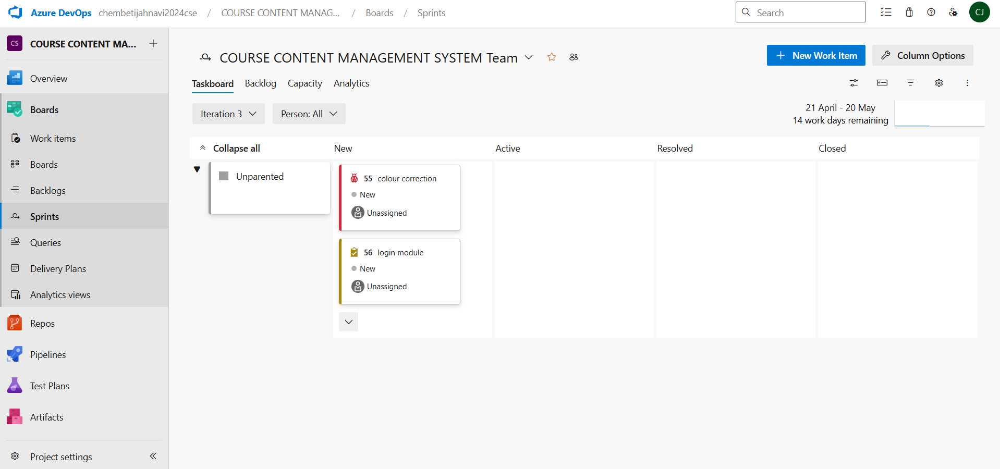 Azure DevOps chembetijahnavi2024cse / COURSE CONTENT MANAG... / Boards / Sprints
Search
CJ
CS COURSE CONTENT MA...
Overview
Boards
Work items
Boards
Backlogs
Sprints
Queries
Delivery Plans
Analytics views
Repos
Pipelines
Test Plans
Artifacts
Project settings
COURSE CONTENT MANAGEMENT SYSTEM Team
New Work Item
Column Options
Taskboard Backlog Capacity Analytics
Iteration 3
Person: All
21 April - 20 May
14 work days remaining
Collapse all New Active Resolved Closed
Unparented
55 colour correction
New
Unassigned
56 login module
New
Unassigned